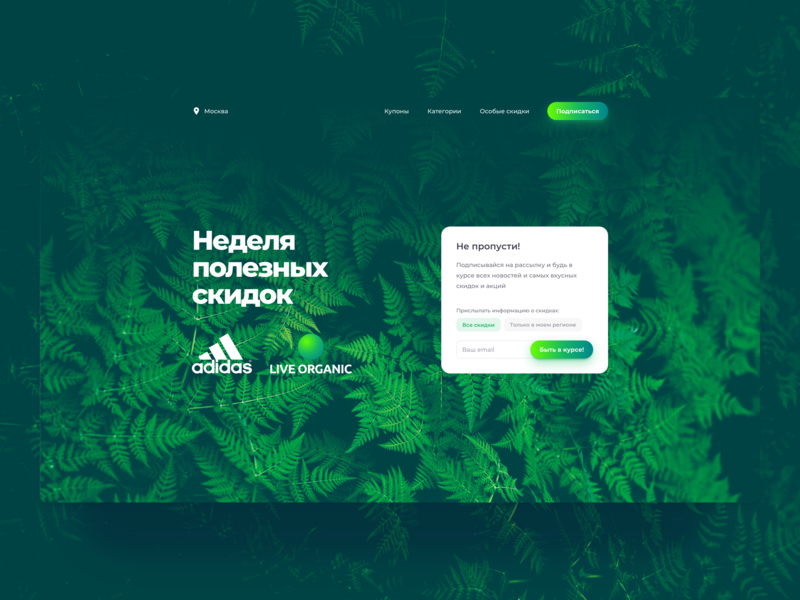 Москва
Купоны
Категории
Особые скидки
Подписаться
Неделя
полезных
скидок
adidas
LIVE ORGANIC
Не пропусти!
Подписывайся на рассылку и будь в
курсе всех новостей и самых вкусных
скидок и акций
Присылать информацию о скидках:
Все скидки
Только в моем регионе
Ваш email
Быть в курсе!